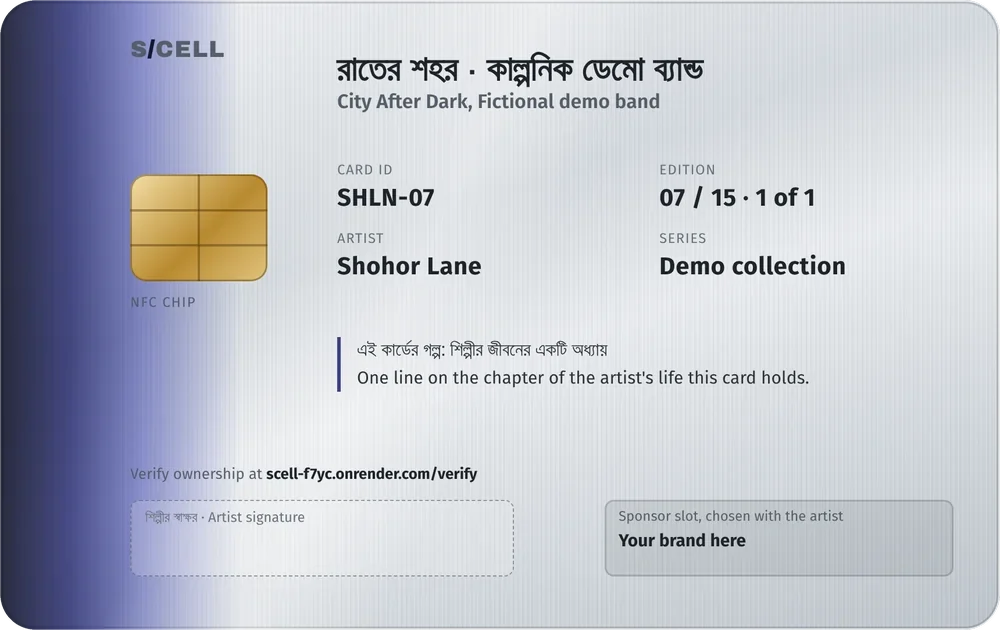 S/CELL
রাতের শহর · কাল্পনিক ডেমো ব্যান্ড
City After Dark, Fictional demo band
CARD ID
SHLN-07
EDITION
07 / 15 · 1 of 1
ARTIST
Shohor Lane
SERIES
Demo collection
NFC CHIP
এই কার্ডের গল্প: শিল্পীর জীবনের একটি অধ্যায়
One line on the chapter of the artist's life this card holds.
Verify ownership at scell-f7yc.onrender.com/verify
শিল্পীর স্বাক্ষর · Artist signature
Sponsor slot, chosen with the artist
Your brand here